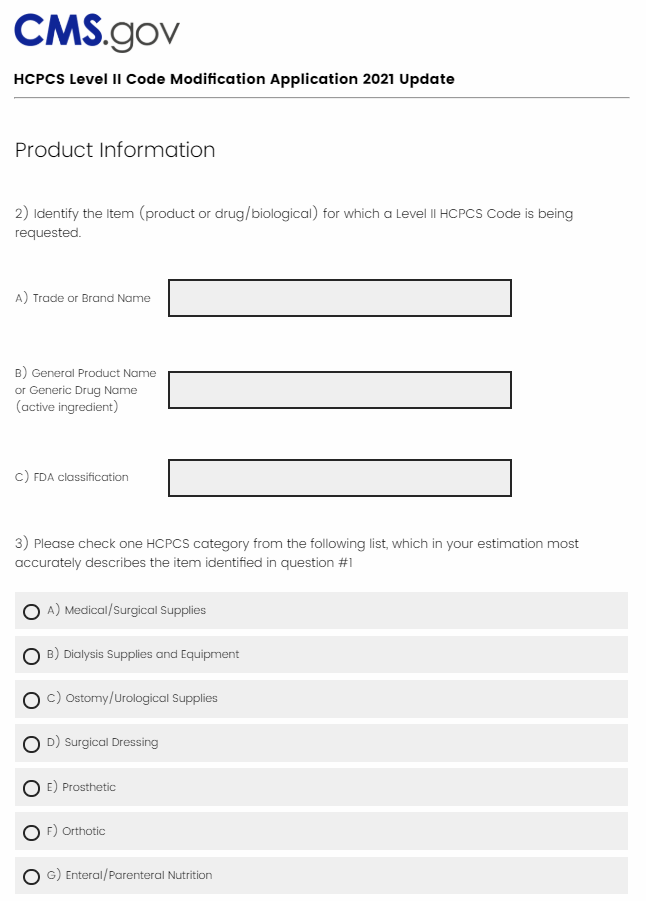 CMS.gov
HCPCS Level II Code Modification Application 2021 Update
Product Information
2) Identify the Item (product or drug/biological) for which a Level II HCPCS Code is being
requested.
A) Trade or Brand Name
B) General Product Name
or Generic Drug Name
(active ingredient)
C) FDA classification
3) Please check one HCPCS category from the following list, which in your estimation most
accurately describes the item identified in question #1
A) Medical/Surgical Supplies
B) Dialysis Supplies and Equipment
C) Ostomy/Urological Supplies
D) Surgical Dressing
E) Prosthetic
F) Orthotic
G) Enteral/Parenteral Nutrition